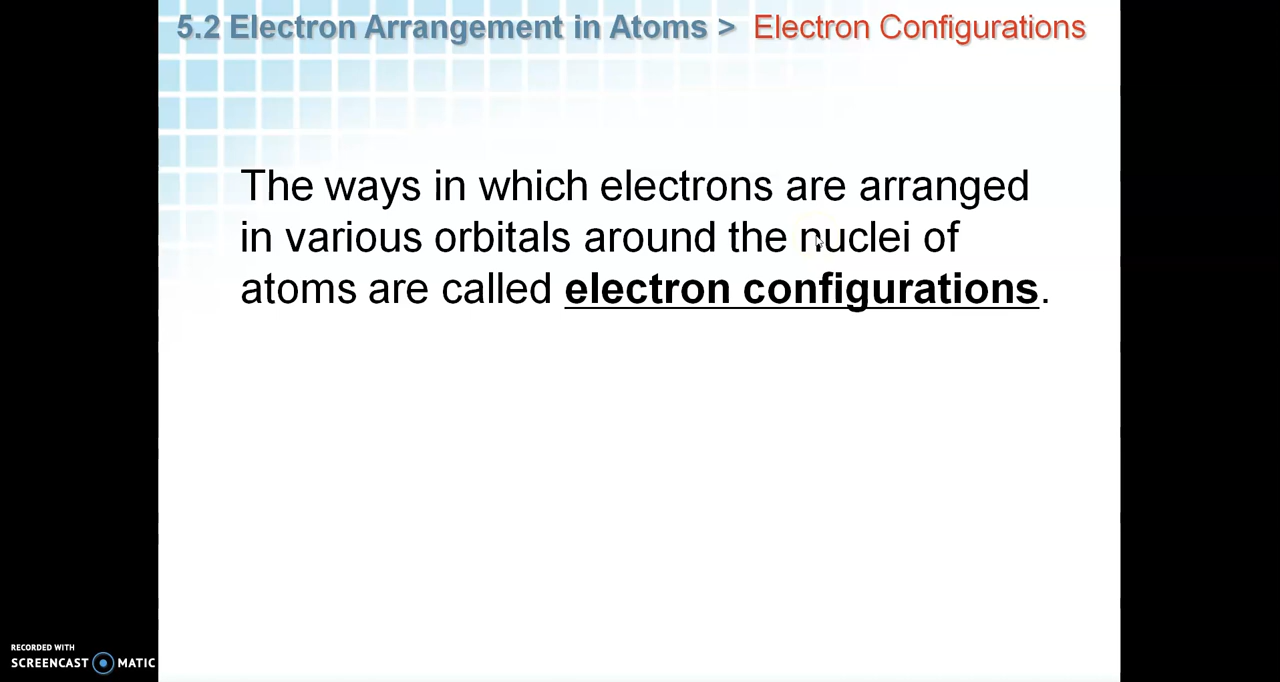 5.2 Electron Arrangement in Atoms > Electron Configurations
The ways in which electrons are arranged
in various orbitals around the nuclei of
atoms are called electron configurations.
RECORDED WITH
SCREENCAST MATIC